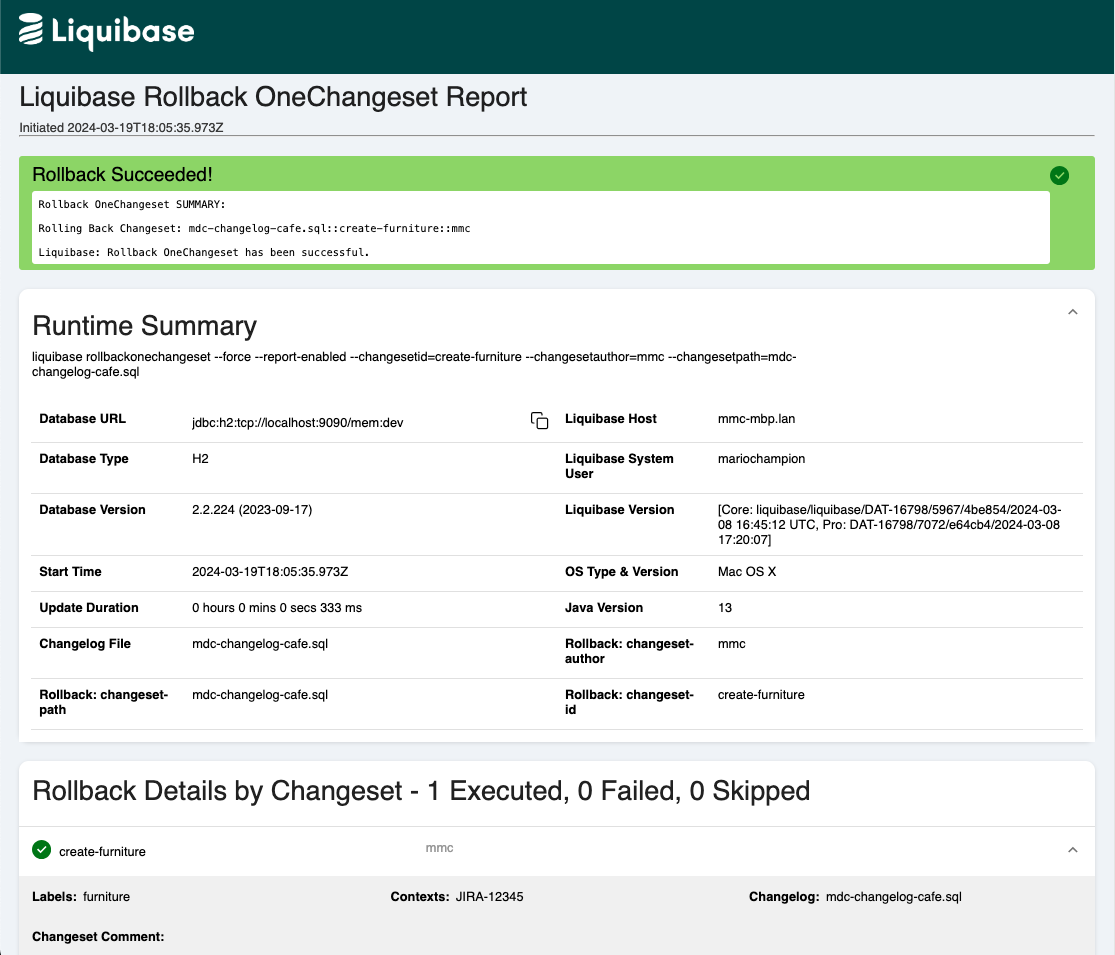 Liquibase
Liquibase Rollback OneChangeset Report
Initiated 2024-03-19T18:05:35.973Z
Rollback Succeeded!
Rollback OneChangeset SUMMARY:
Rolling Back Changeset: mdc-changelog-cafe.sql::create-furniture::mmc
Liquibase: Rollback OneChangeset has been successful.
Runtime Summary
liquibase rollbackonechangeset --force --report-enabled --changesetid=create-furniture --changesetauthor=mmc --changesetpath=mdc-
changelog-cafe.sql
Database URL jdbc:h2:tcp://localhost:9090/mem:dev Liquibase Host mmc-mbp.lan
Database Type H2 Liquibase System mariochampion
User
Database Version 2.2.224 (2023-09-17) Liquibase Version [Core: liquibase/liquibase/DAT-16798/5967/4be854/2024-03-
08 16:45:12 UTC, Pro: DAT-16798/7072/e64cb4/2024-03-08
17:20:07]
Start Time 2024-03-19T18:05:35.973Z OS Type & Version Mac OS X
Update Duration 0 hours 0 mins 0 secs 333 ms Java Version 13
Changelog File mdc-changelog-cafe.sql Rollback: changeset- mmc
author
Rollback: changeset- mdc-changelog-cafe.sql Rollback: changeset- create-furniture
path id
Rollback Details by Changeset - 1 Executed, 0 Failed, 0 Skipped
create-furniture mmc
Labels: furniture Contexts: JIRA-12345 Changelog: mdc-changelog-cafe.sql
Changeset Comment: